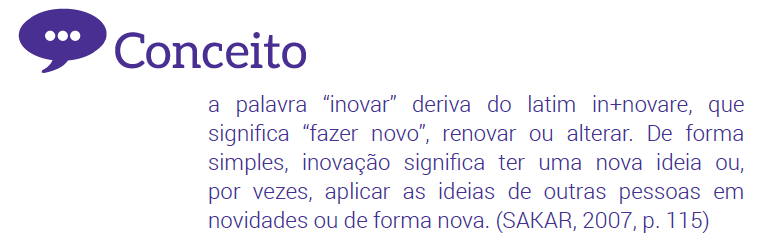 Conceito
a palavra “inovar” deriva do latim in+novare, que
significa “fazer novo”, renovar ou alterar. De forma
simples, inovação significa ter uma nova ideia ou,
por vezes, aplicar as ideias de outras pessoas em
novidades ou de forma nova. (SAKAR, 2007, p. 115)